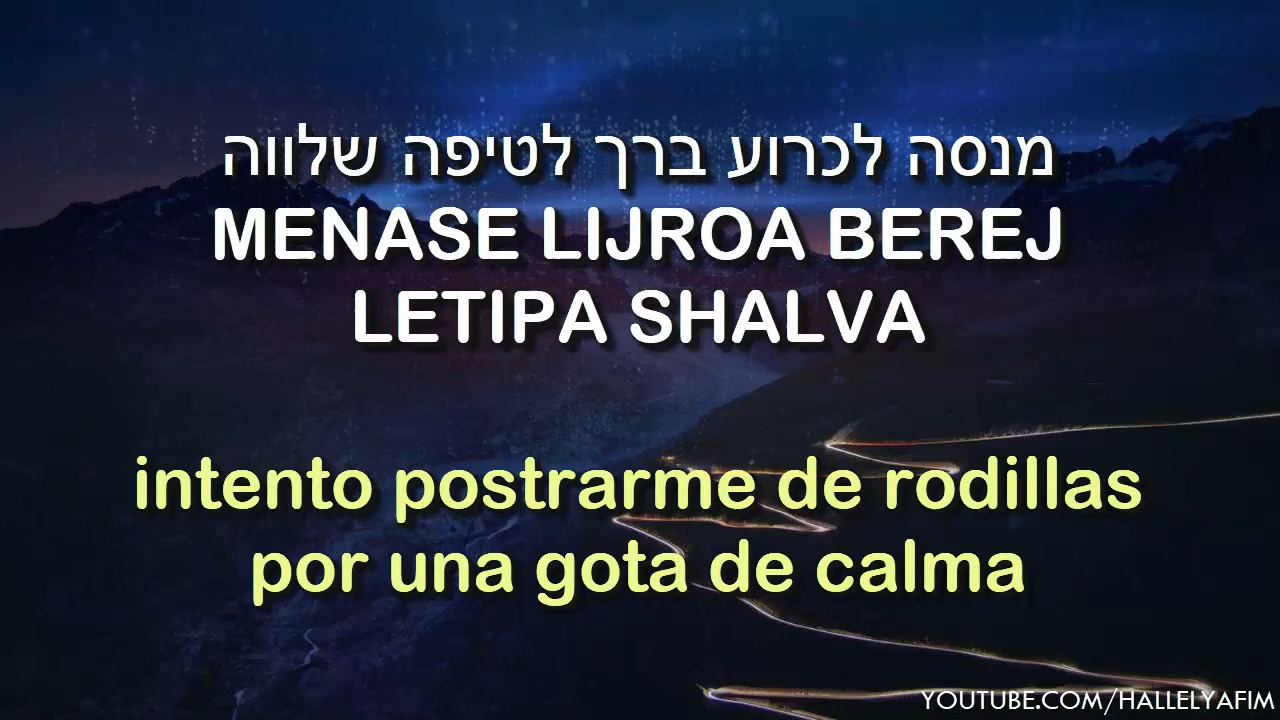 מנסה לכרוע ברך לטיפה שלווה
MENASE LIJROA BEREJ
LETIPA SHALVA
intento postrarme de rodillas
por una gota de calma
YOUTUBE.COM/HALLELYAFIM